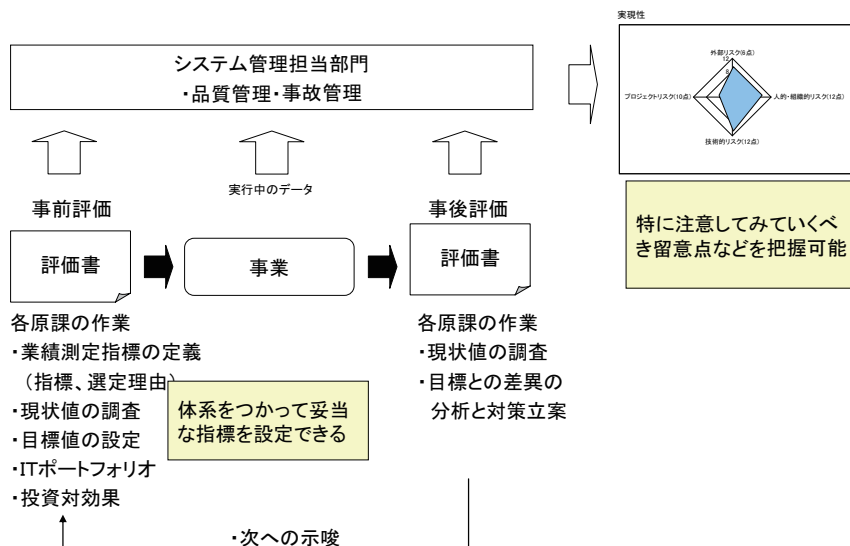 実現性
外部リスク(6点)
12
8
プロジェクトリスク(10点)
人的・組織的リスク(12点)
技術的リスク(12点)
システム管理担当部門
・品質管理・事故管理
実行中のデータ
事前評価
事後評価
特に注意してみていくべ
き留意点などを把握可能
評価書
事業
評価書
各原課の作業
・業績測定指標の定義
（指標、選定理由）
・現状値の調査
・目標値の設定
・ITポートフォリオ
・投資対効果
体系をつかって妥当
な指標を設定できる
各原課の作業
・現状値の調査
・目標との差異の
分析と対策立案
・次への示唆